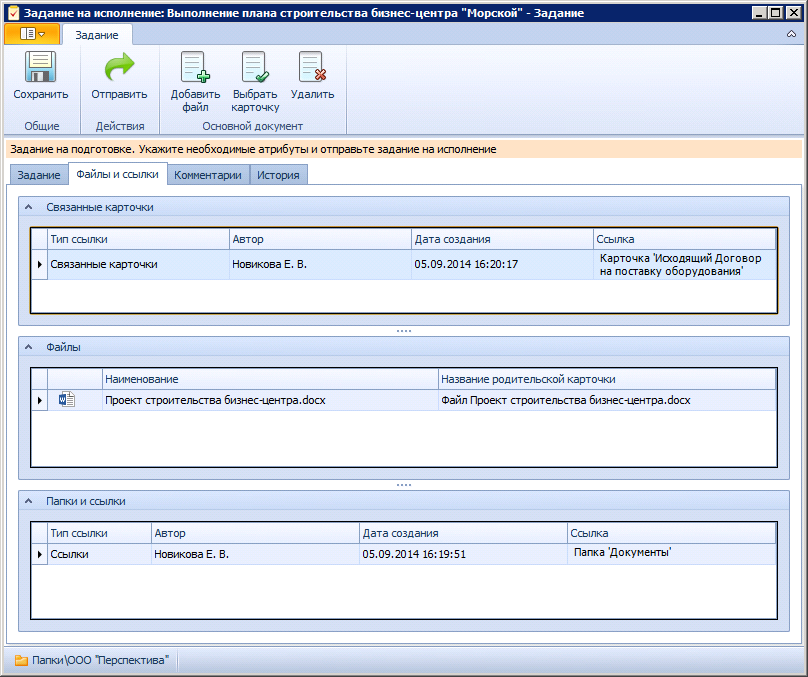 Задание на исполнение: Выполнение плана строительства бизнес-центра "Морской" - Задание
Задание
Сохранить
Отправить
Добавить файл
Выбрать карточку
Удалить
Общие
Действия
Основной документ
Задание на подготовке. Укажите необходимые атрибуты и отправьте задание на исполнение
Задание Файлы и ссылки Комментарии История
Связанные карточки
Тип ссылки Автор Дата создания Ссылка
Связанные карточки Новикова Е. В. 05.09.2014 16:20:17 Карточка 'Исходящий Договор
на поставку оборудования'
Файлы
Наименование Название родительской карточки
Проект строительства бизнес-центра.docx Файл Проект строительства бизнес-центра.docx
Папки и ссылки
Тип ссылки Автор Дата создания Ссылка
Ссылки Новикова Е. В. 05.09.2014 16:19:51 Папка 'Документы'
Папки\ООО "Перспектива"